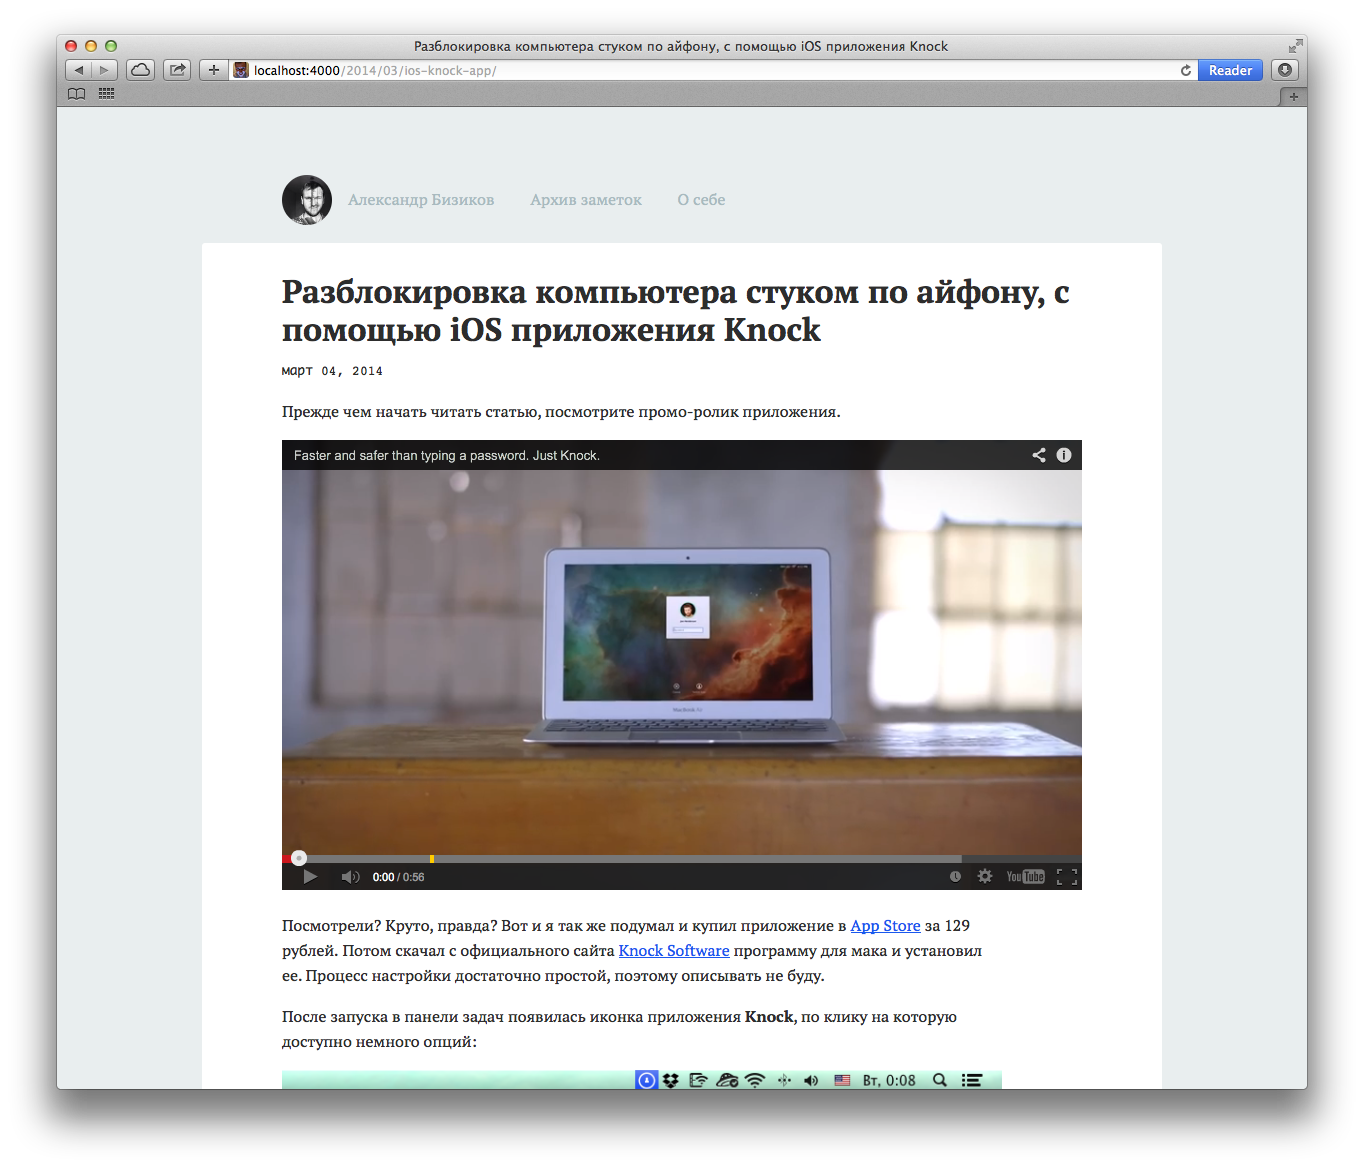 Разблокировка компьютера стуком по айфону, с помощью iOS приложения Knock
localhost:4000/2014/03/ios-knock-app/
Reader
Александр Бизиков Архив заметок О себе
Разблокировка компьютера стуком по айфону, с
помощью iOS приложения Knock
март 04, 2014
Прежде чем начать читать статью, посмотрите промо-ролик приложения.
Faster and safer than typing a password. Just Knock.
MacBook Air
0:00 / 0:56
YouTube
Посмотрели? Круто, правда? Вот и я так же подумал и купил приложение в App Store за 129
рублей. Потом скачал с официального сайта Knock Software программу для мака и установил
ее. Процесс настройки достаточно простой, поэтому описывать не буду.
После запуска в панели задач появилась иконка приложения Knock, по клику на которую
доступно немного опций:
Вт, 0:08